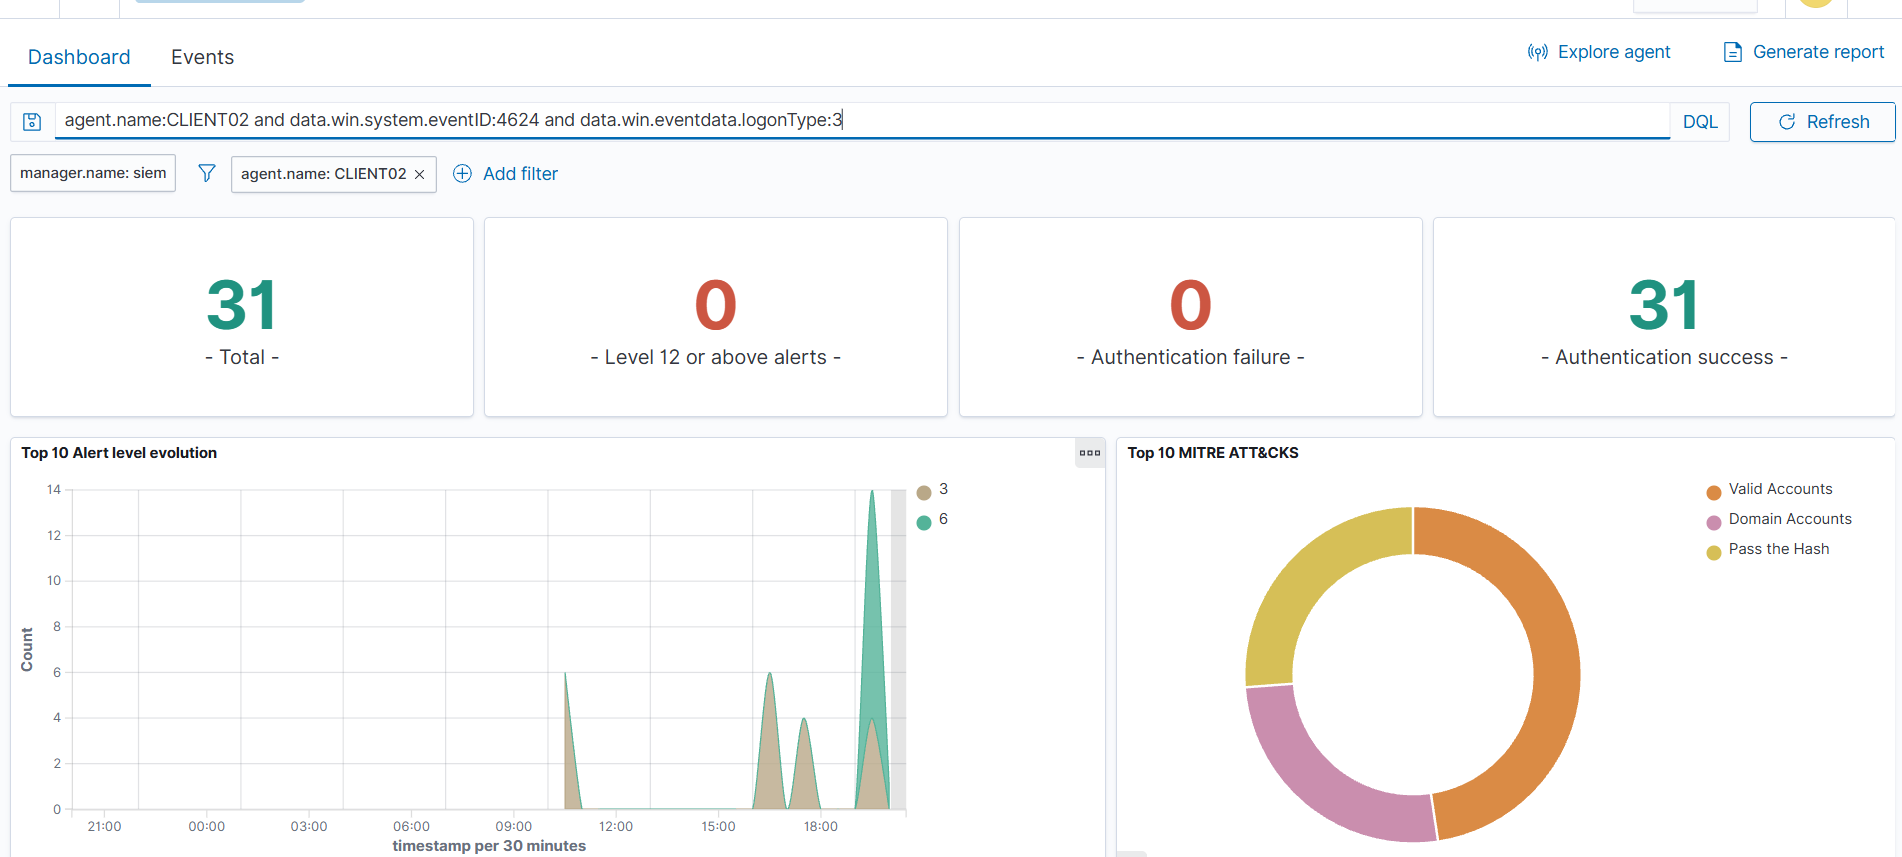 Dashboard
Events
Explore agent
Generate report
agent.name:CLIENT02 and data.win.system.eventID:4624 and data.win.eventdata.logonType:3
DQL
Refresh
manager.name: siem
agent.name: CLIENT02 ×
Add filter
31
- Total -
0
- Level 12 or above alerts -
0
- Authentication failure -
31
- Authentication success -
Top 10 Alert level evolution
14
12
10
8
6
4
2
0
Count
21:00
00:00
03:00
06:00
09:00
12:00
15:00
18:00
timestamp per 30 minutes
3
6
Top 10 MITRE ATT&CKS
Valid Accounts
Domain Accounts
Pass the Hash